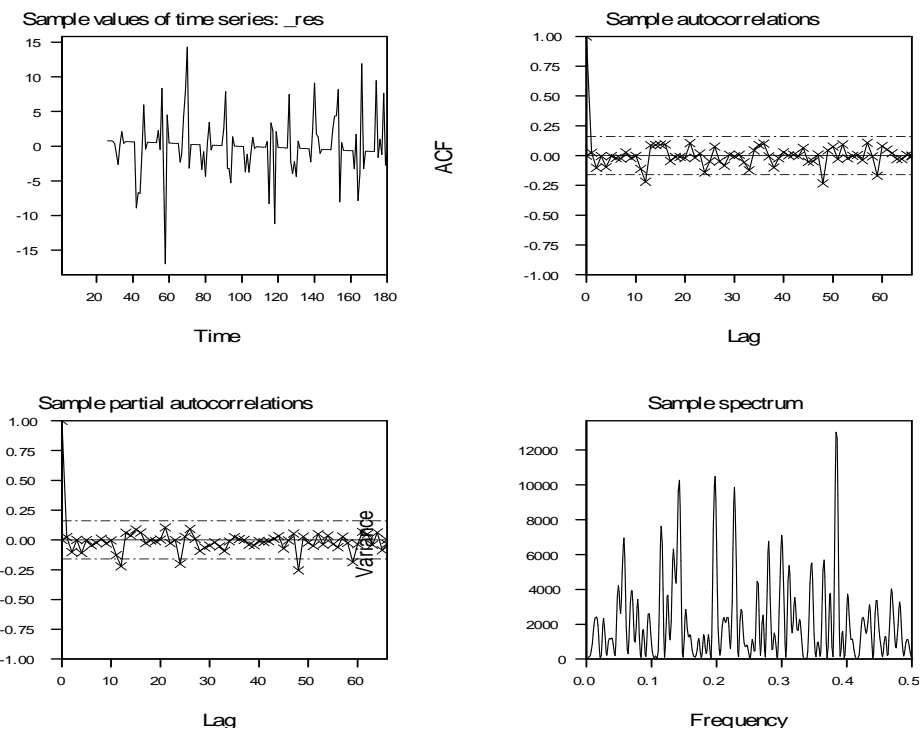 Sample values of time series: _res
15
10
5
0
-5
-10
-15
20 40 60 80 100 120 140 160 180
Time
Sample autocorrelations
1.00
0.75
0.50
0.25
0.00
-0.25
-0.50
-0.75
-1.00
ACF
0 10 20 30 40 50 60
Lag
Sample partial autocorrelations
1.00
0.75
0.50
0.25
0.00
-0.25
-0.50
-0.75
-1.00
0 10 20 30 40 50 60
Lag
Sample spectrum
Variance
12000
10000
8000
6000
4000
2000
0
0.0 0.1 0.2 0.3 0.4 0.5
Frequency